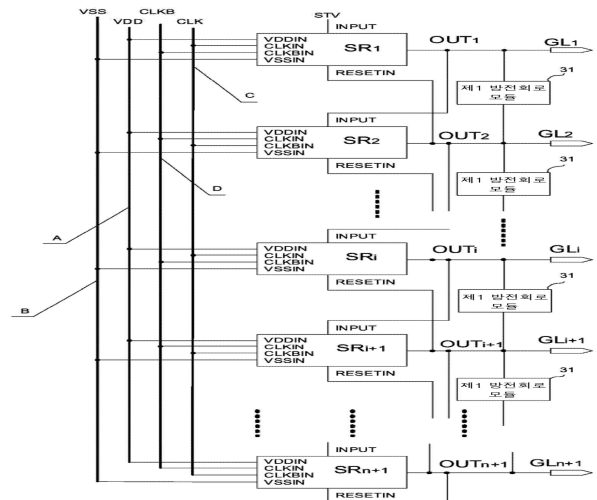 VSS
VDD
CLKB
CLK
STV
INPUT
VDDIN
CLKIN
CLKBIN
VSSIN
SR1
RESETIN
OUT1
GL1
31
제1 방전회로
모듈
C
INPUT
VDDIN
CLKIN
CLKBIN
VSSIN
SR2
RESETIN
OUT2
GL2
31
제1 방전회로
모듈
D
A
B
INPUT
VDDIN
CLKIN
CLKBIN
VSSIN
SRi
RESETIN
OUTi
GLi
31
제1 방전회로
모듈
INPUT
VDDIN
CLKIN
CLKBIN
VSSIN
SRi+1
RESETIN
OUTi+1
GLi+1
31
제1 방전회로
모듈
INPUT
VDDIN
CLKIN
CLKBIN
VSSIN
SRn+1
RESETIN
OUTn+1
GLn+1